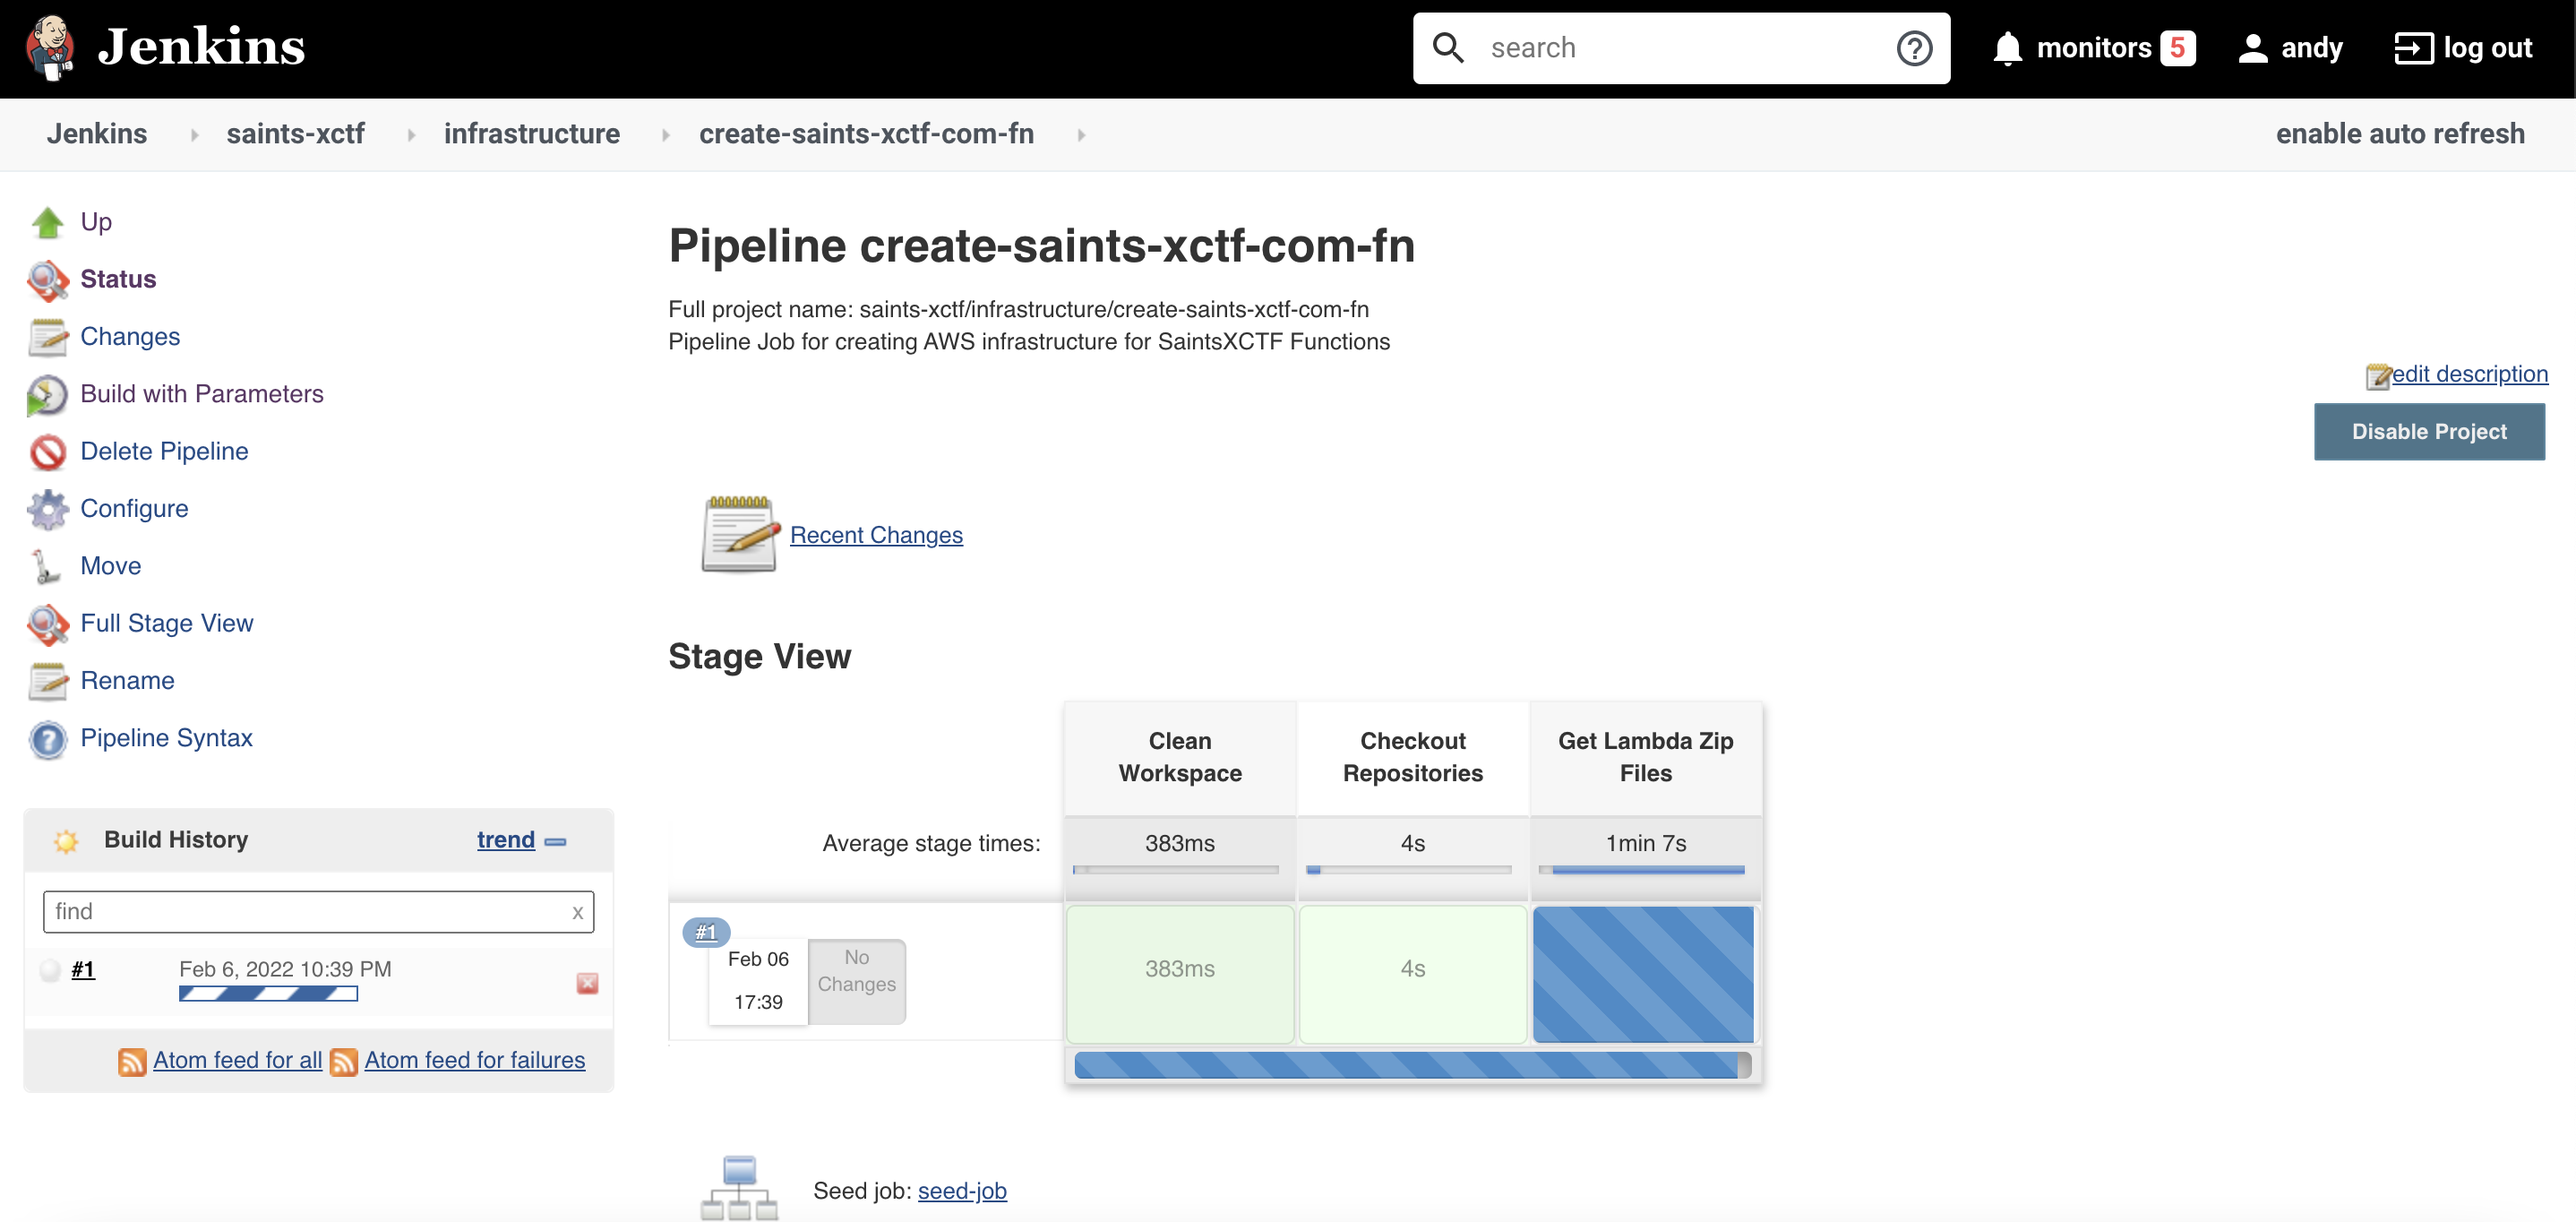 Jenkins
search
monitors 5
andy
log out
Jenkins
saints-xctf
infrastructure
create-saints-xctf-com-fn
enable auto refresh
Up
Status
Changes
Build with Parameters
Delete Pipeline
Configure
Move
Full Stage View
Rename
Pipeline Syntax
Build History
trend
find
x
#1
Feb 6, 2022 10:39 PM
Atom feed for all
Atom feed for failures
Pipeline create-saints-xctf-com-fn
Full project name: saints-xctf/infrastructure/create-saints-xctf-com-fn
Pipeline Job for creating AWS infrastructure for SaintsXCTF Functions
edit description
Disable Project
Recent Changes
Stage View
Clean
Workspace
Checkout
Repositories
Get Lambda Zip
Files
Average stage times:
383ms
4s
1min 7s
#1
Feb 06
17:39
No
Changes
383ms
4s
Seed job: seed-job